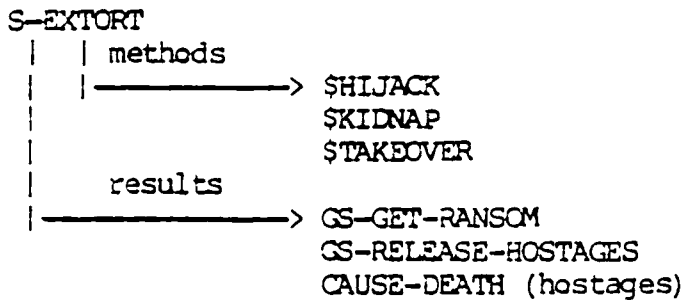 S-EXTORT
methods
$HIJACK
$KIDNAP
$TAKEOVER
results
GS-GET-RANSOM
GS-RELEASE-HOSTAGES
CAUSE-DEATH (hostages)